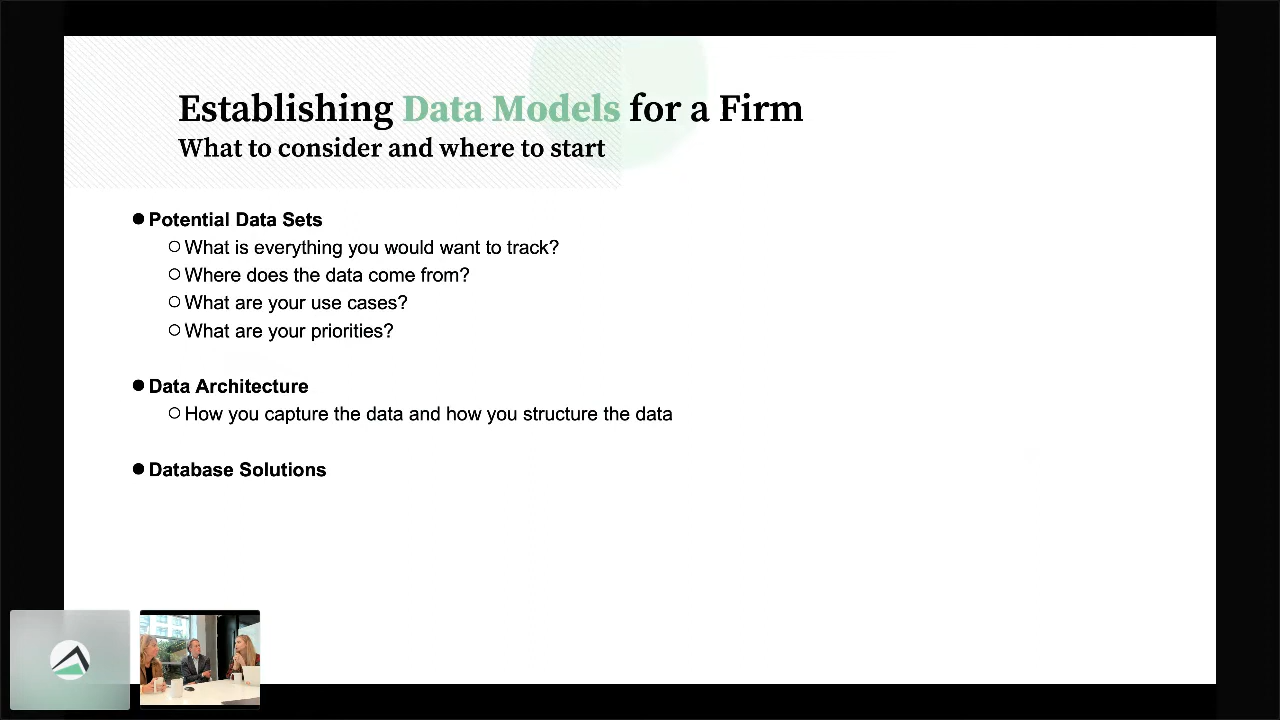 Establishing Data Models for a Firm
What to consider and where to start
● Potential Data Sets
○ What is everything you would want to track?
○ Where does the data come from?
○ What are your use cases?
○ What are your priorities?
● Data Architecture
○ How you capture the data and how you structure the data
● Database Solutions